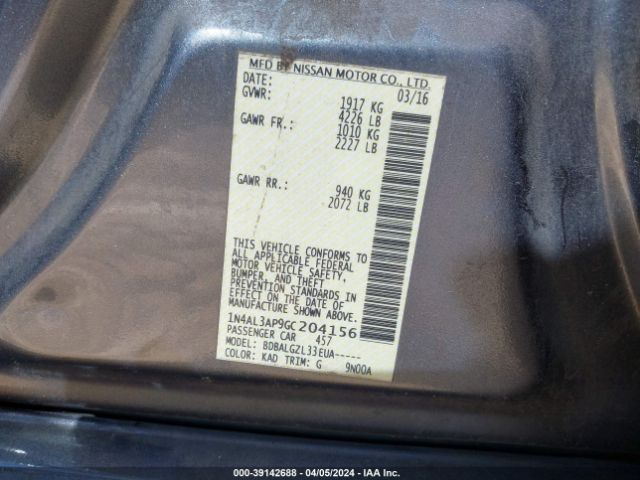 MFD BY NISSAN MOTOR CO., LTD.
DATE: 03/16
GVWR: 1917 KG
4226 LB
GAWR FR.: 1010 KG
2227 LB
GAWR RR.: 940 KG
2072 LB
THIS VEHICLE CONFORMS TO
ALL APPLICABLE FEDERAL
MOTOR VEHICLE SAFETY,
BUMPER, AND THEFT
PREVENTION STANDARDS IN
EFFECT ON THE DATE OF
MANUFACTURE SHOWN ABOVE.
1N4AL3AP9GC204156
PASSENGER CAR 457
MODEL: BDBALGZL33EUA-----
COLOR: KAD TRIM: G 9N00A
000-39142688 - 04/05/2024 - IAA Inc.